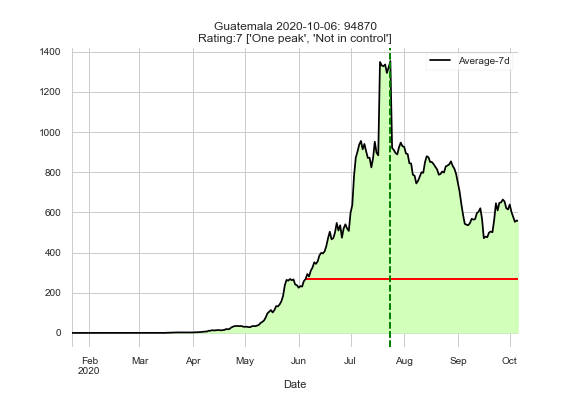 Guatemala 2020-10-06: 94870
Rating:7 ['One peak', 'Not in control']
1400
1200
1000
800
600
400
200
0
Average-7d
Feb Mar Apr May Jun Jul Aug Sep Oct
2020
Date